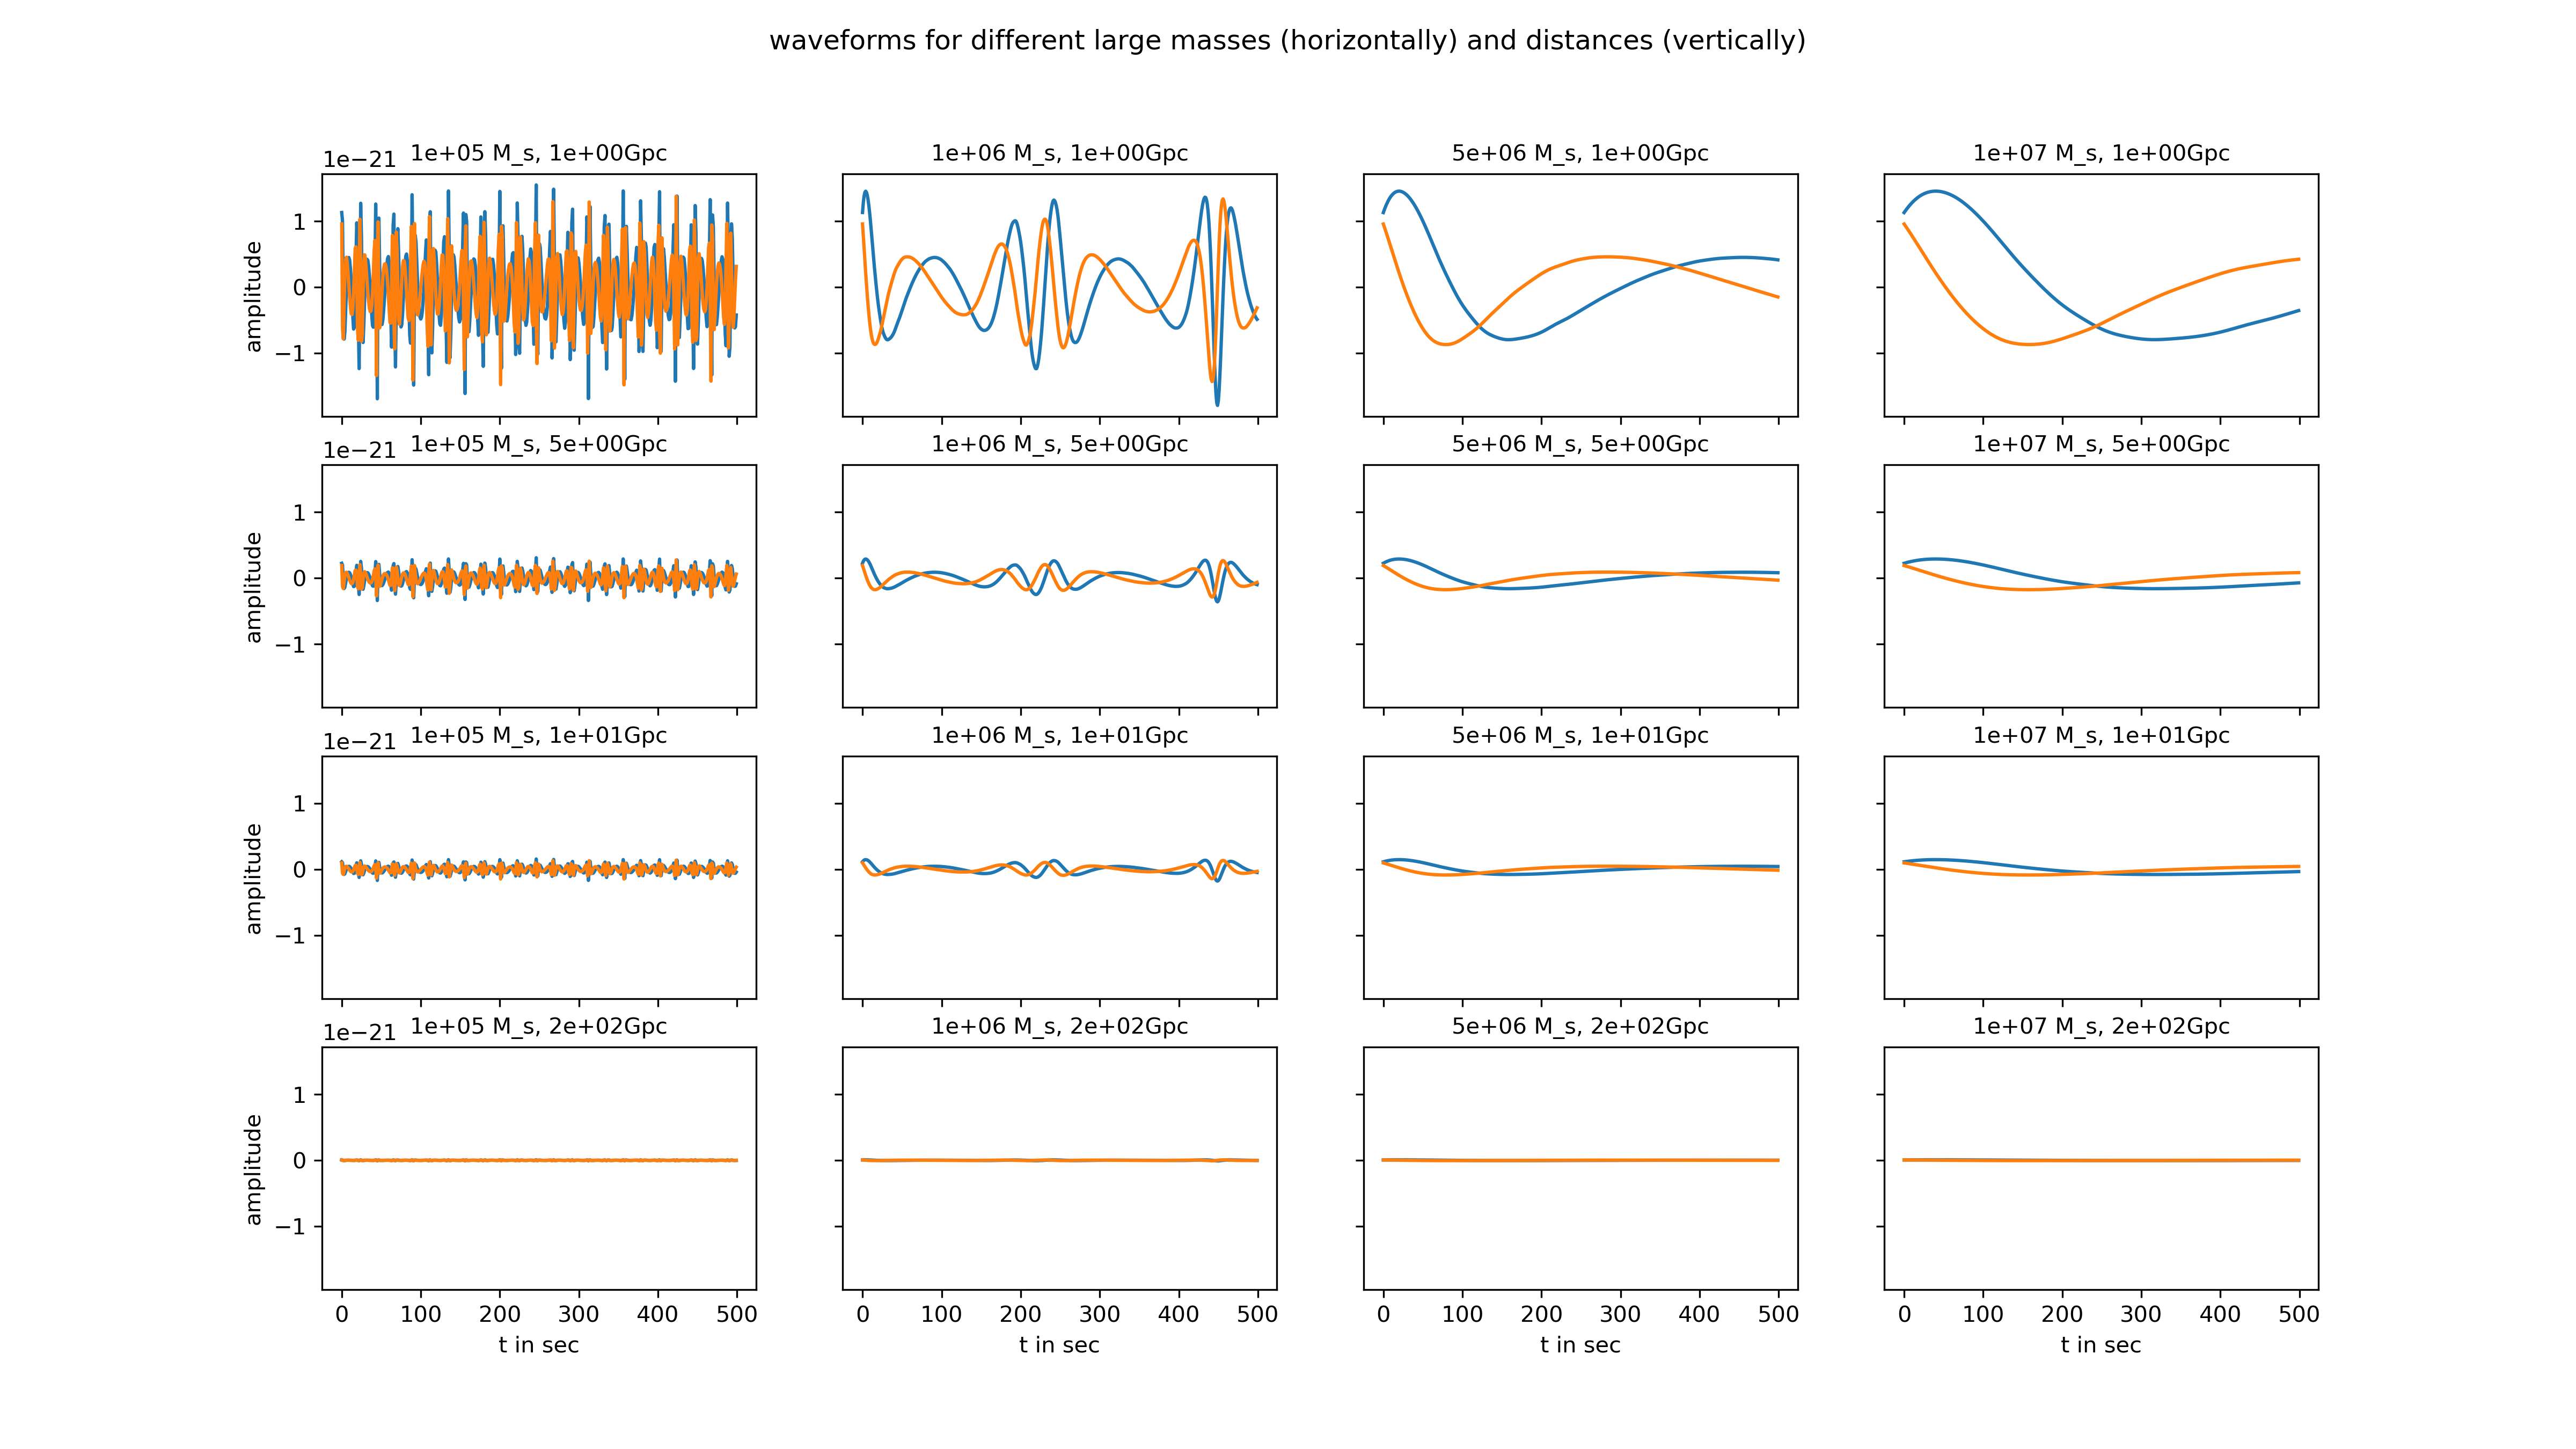 waveforms for different large masses (horizontally) and distances (vertically)
1e−21 1e+05 M_s, 1e+00Gpc
1e+06 M_s, 1e+00Gpc
5e+06 M_s, 1e+00Gpc
1e+07 M_s, 1e+00Gpc
amplitude
1
0
−1
1e−21 1e+05 M_s, 5e+00Gpc
1e+06 M_s, 5e+00Gpc
5e+06 M_s, 5e+00Gpc
1e+07 M_s, 5e+00Gpc
amplitude
1
0
−1
1e−21 1e+05 M_s, 1e+01Gpc
1e+06 M_s, 1e+01Gpc
5e+06 M_s, 1e+01Gpc
1e+07 M_s, 1e+01Gpc
amplitude
1
0
−1
1e−21 1e+05 M_s, 2e+02Gpc
1e+06 M_s, 2e+02Gpc
5e+06 M_s, 2e+02Gpc
1e+07 M_s, 2e+02Gpc
amplitude
1
0
−1
0 100 200 300 400 500
0 100 200 300 400 500
0 100 200 300 400 500
0 100 200 300 400 500
t in sec
t in sec
t in sec
t in sec